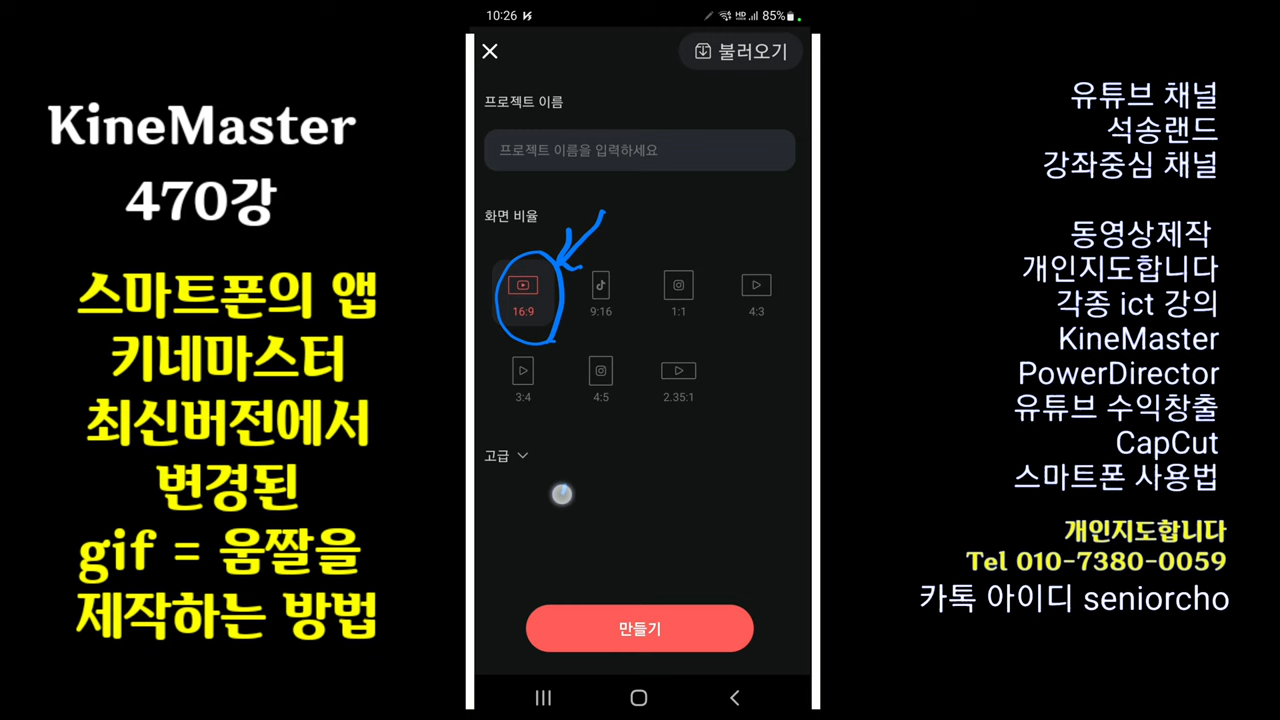 KineMaster
470강
스마트폰의 앱
키네마스터
최신버전에서
변경된
gif = 움짤을
제작하는 방법
10:26
HD
85%
불러오기
프로젝트 이름
프로젝트 이름을 입력하세요
화면 비율
16:9
9:16
1:1
4:3
3:4
4:5
2.35:1
고급
만들기
유튜브 채널
석송랜드
강좌중심 채널
동영상제작
개인지도합니다
각종 ict 강의
KineMaster
PowerDirector
유튜브 수익창출
CapCut
스마트폰 사용법
개인지도합니다
Tel 010-7380-0059
카톡 아이디 seniorcho